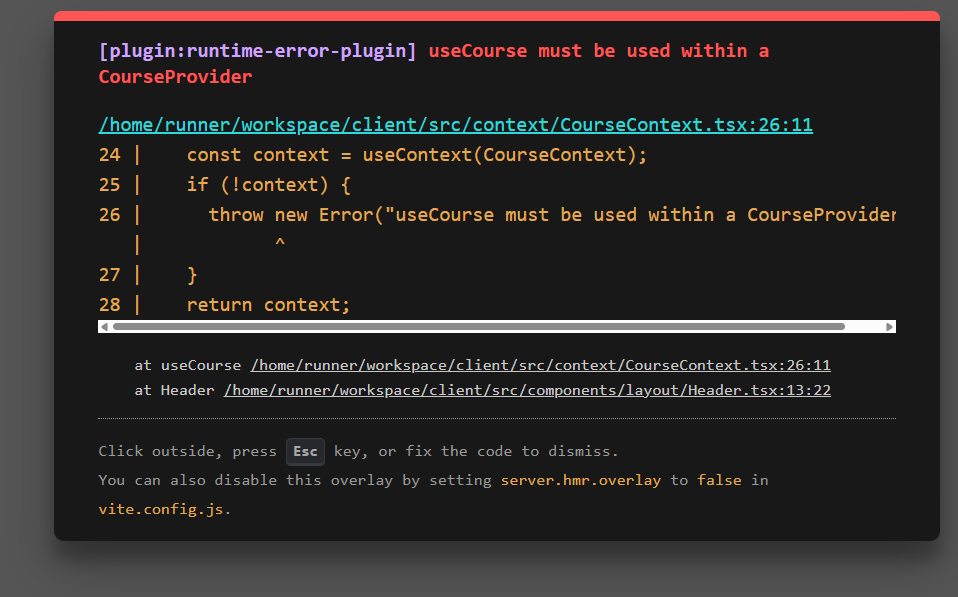 [plugin:runtime-error-plugin] useCourse must be used within a
CourseProvider
/home/runner/workspace/client/src/context/CourseContext.tsx:26:11
24 |    const context = useContext(CourseContext);
25 |    if (!context) {
26 |      throw new Error("useCourse must be used within a CourseProvider
   |            ^
27 |    }
28 |    return context;
at useCourse /home/runner/workspace/client/src/context/CourseContext.tsx:26:11
at Header /home/runner/workspace/client/src/components/layout/Header.tsx:13:22
Click outside, press Esc key, or fix the code to dismiss.
You can also disable this overlay by setting server.hmr.overlay to false in
vite.config.js.